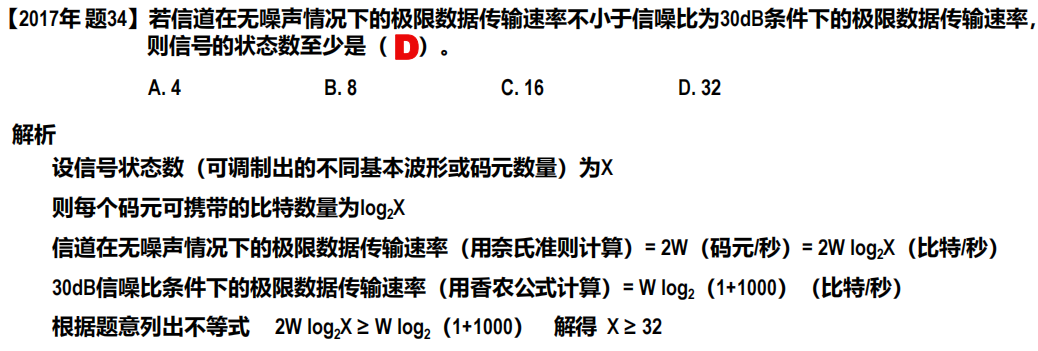 【2017年 题34】若信道在无噪声情况下的极限数据传输速率不小于信噪比为30dB条件下的极限数据传输速率，
则信号的状态数至少是（ D ）。
A. 4 B. 8 C. 16 D. 32
解析
设信号状态数（可调制出的不同基本波形或码元数量）为X
则每个码元可携带的比特数量为log₂X
信道在无噪声情况下的极限数据传输速率（用奈氏准则计算）= 2W（码元/秒）= 2W log₂X（比特/秒）
30dB信噪比条件下的极限数据传输速率（用香农公式计算）= W log₂（1+1000）（比特/秒）
根据题意列出不等式 2W log₂X ≥ W log₂（1+1000） 解得 X ≥ 32